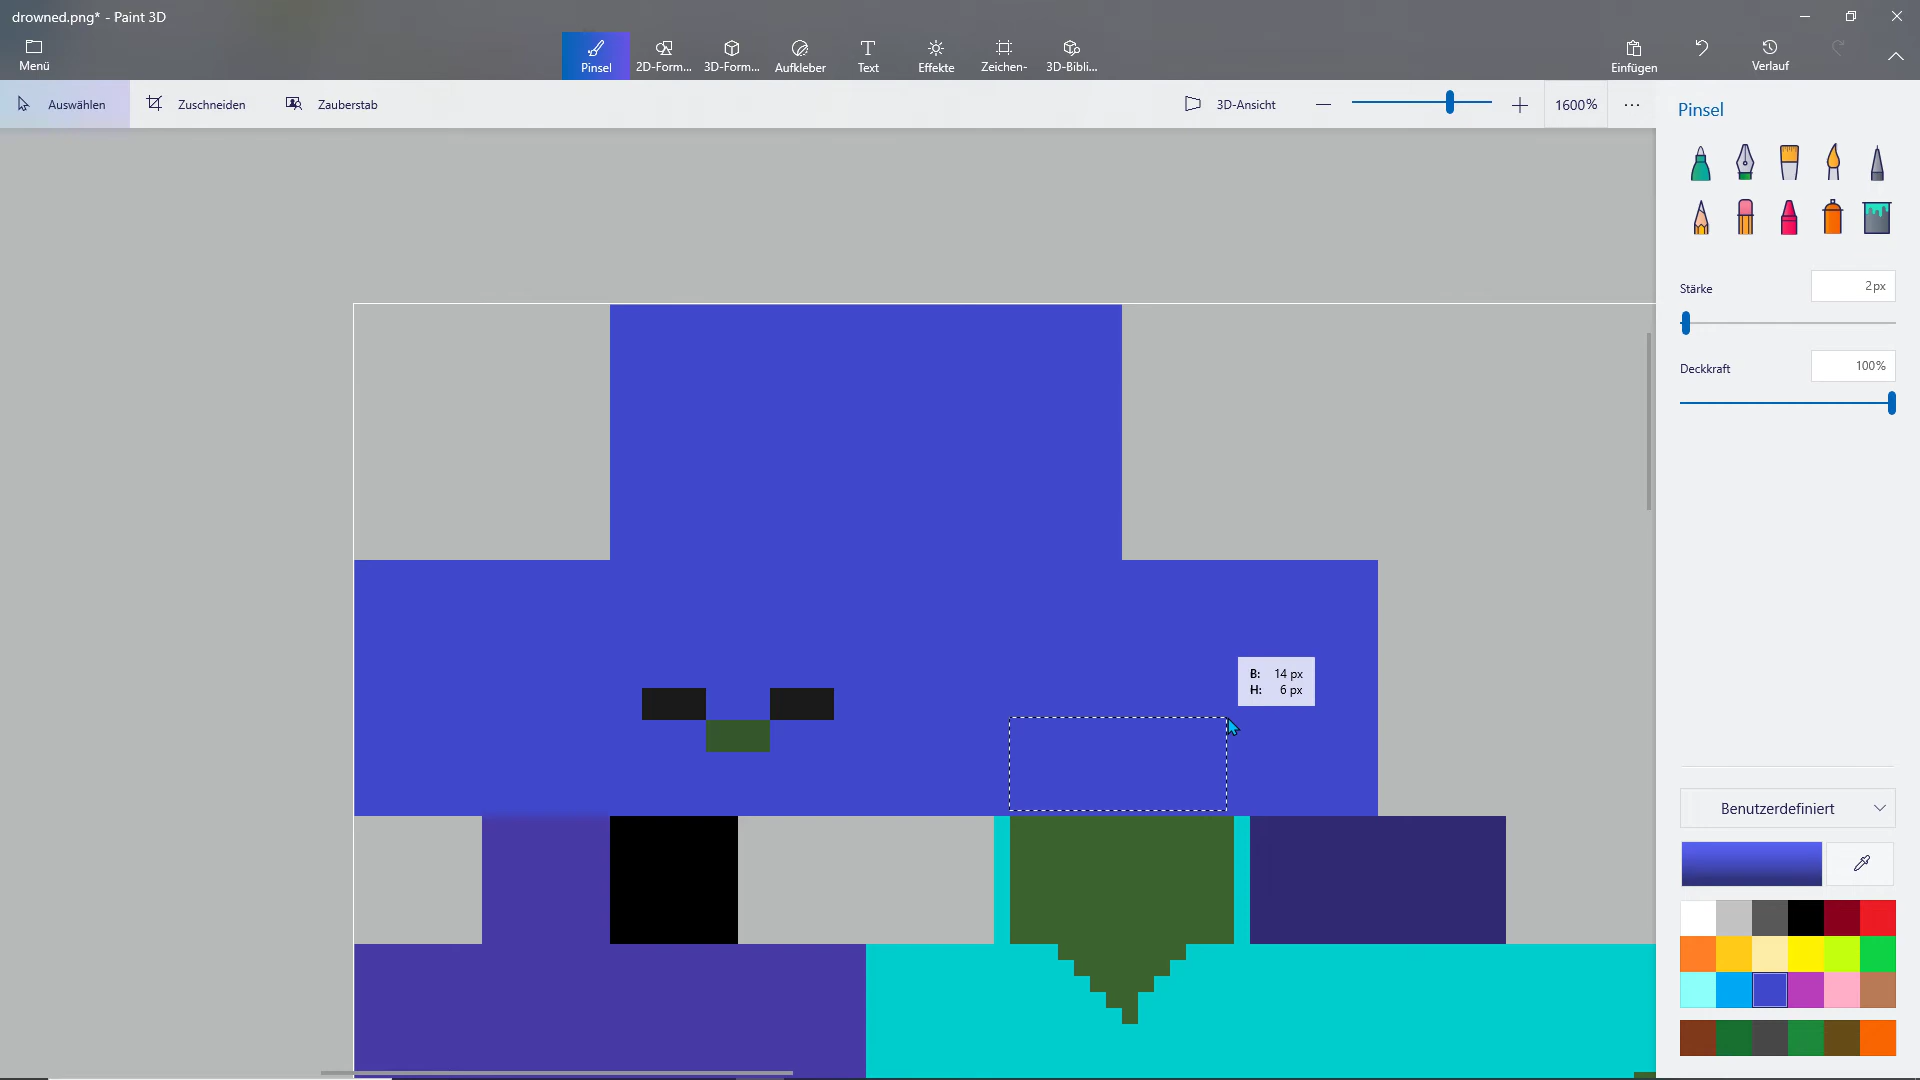 drowned.png* - Paint 3D
Menü
Pinsel
2D-Form...
3D-Form...
Aufkleber
Text
Effekte
Zeichen-
3D-Bibli...
Einfügen
Verlauf
Auswählen
Zuschneiden
Zauberstab
3D-Ansicht
1600%
Pinsel
Stärke
2px
Deckkraft
100%
B: 14 px
H: 6 px
Benutzerdefiniert